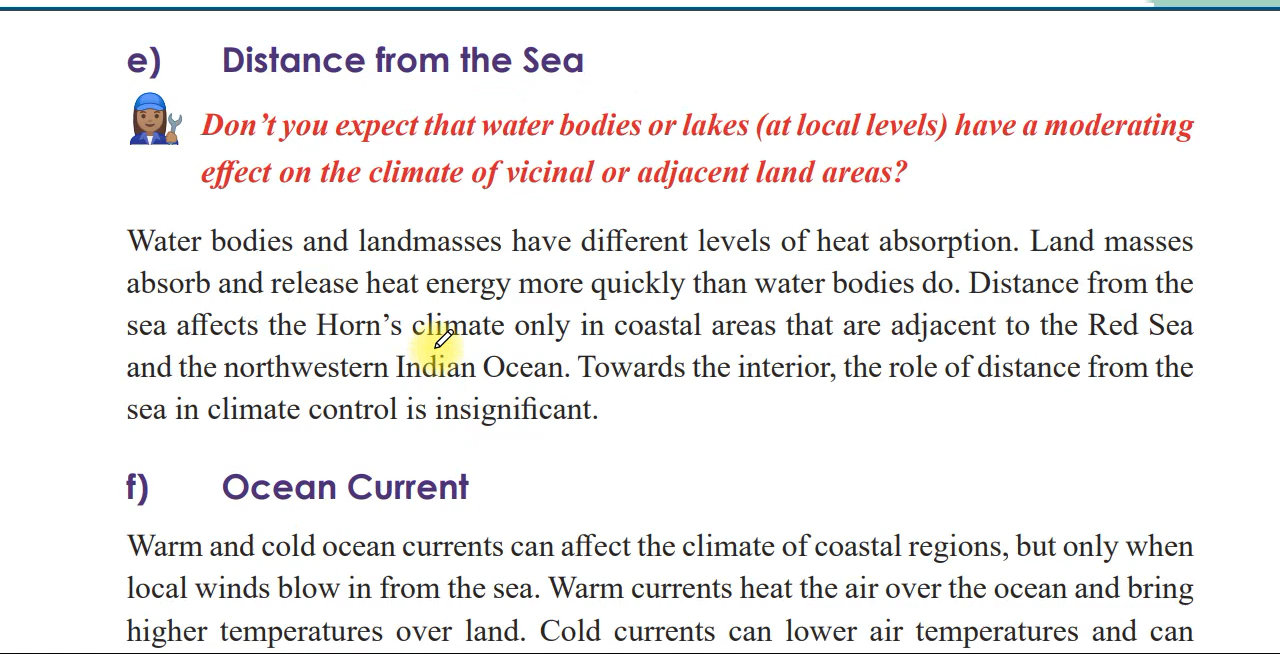 e) Distance from the Sea
Don’t you expect that water bodies or lakes (at local levels) have a moderating
effect on the climate of vicinal or adjacent land areas?
Water bodies and landmasses have different levels of heat absorption. Land masses
absorb and release heat energy more quickly than water bodies do. Distance from the
sea affects the Horn’s climate only in coastal areas that are adjacent to the Red Sea
and the northwestern Indian Ocean. Towards the interior, the role of distance from the
sea in climate control is insignificant.
f) Ocean Current
Warm and cold ocean currents can affect the climate of coastal regions, but only when
local winds blow in from the sea. Warm currents heat the air over the ocean and bring
higher temperatures over land. Cold currents can lower air temperatures and can